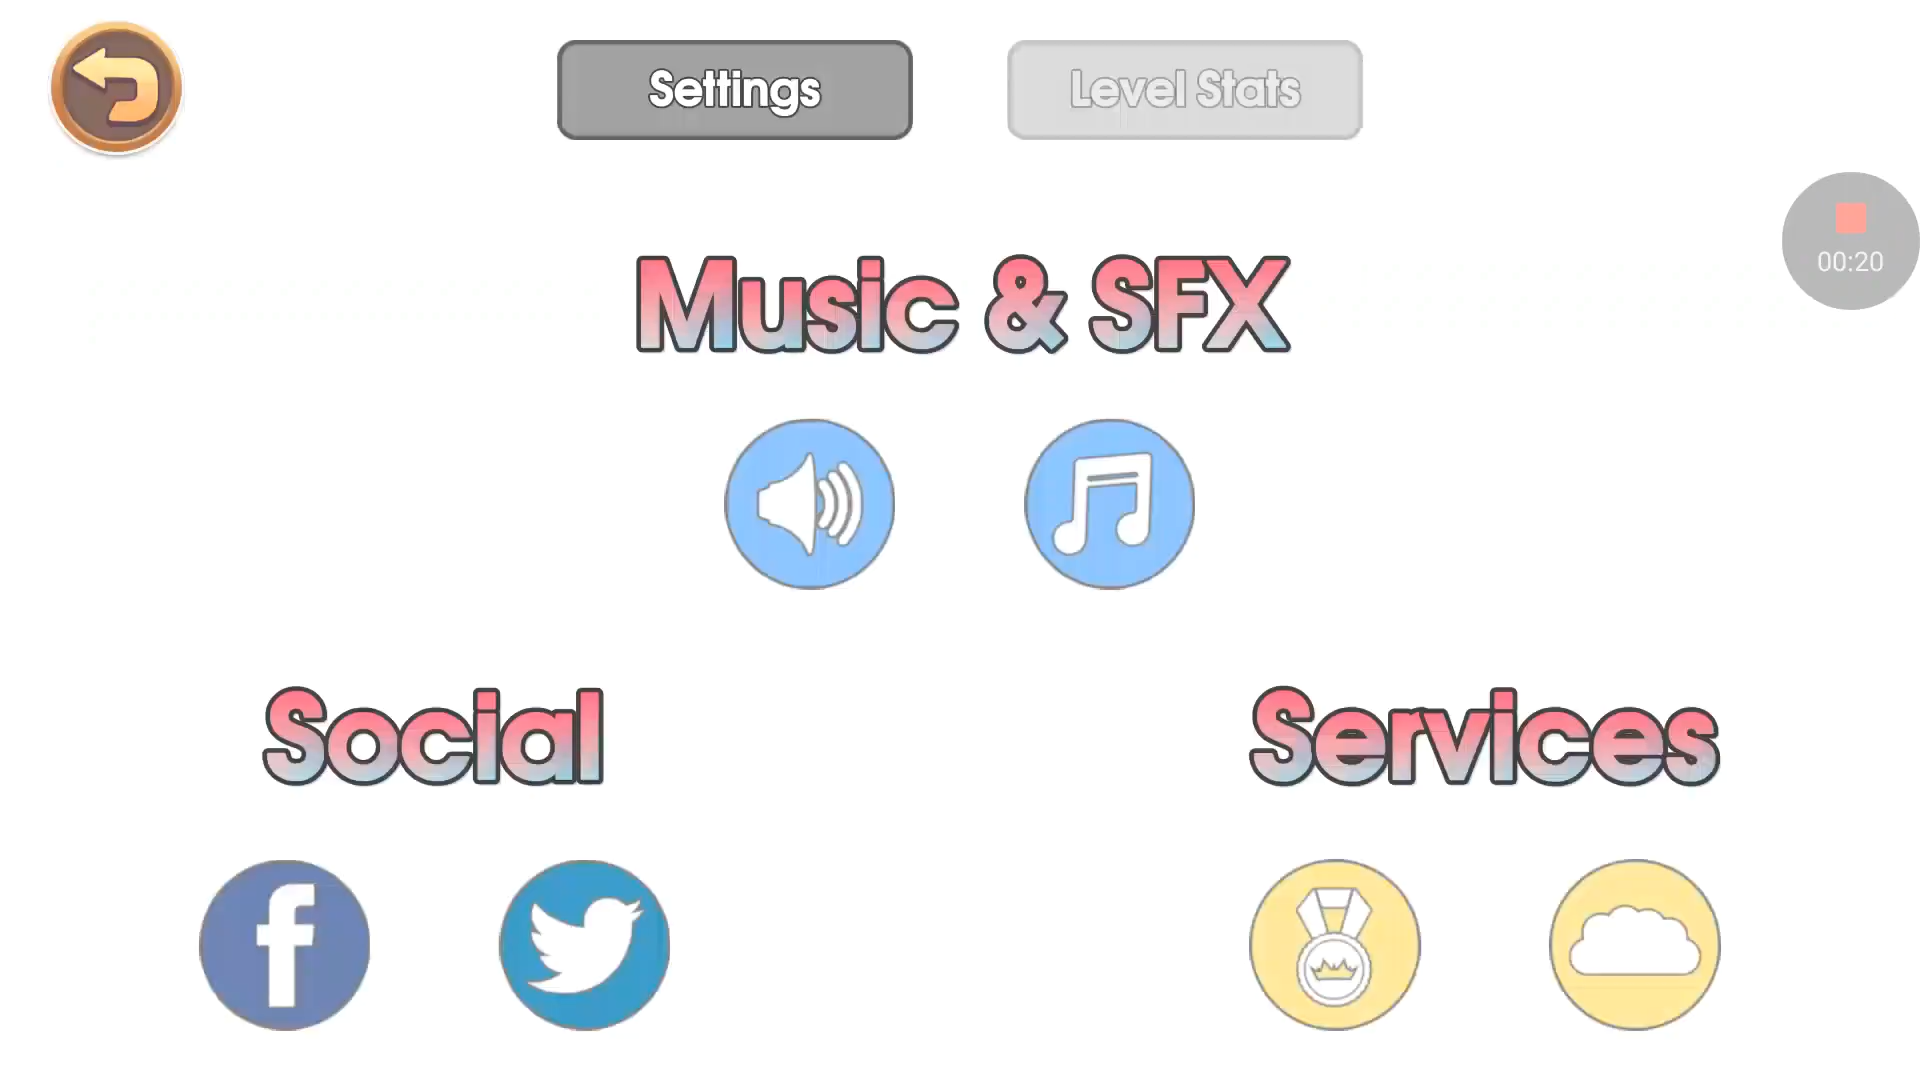 Settings
Level Stats
00:20
Music & SFX
Social
Services